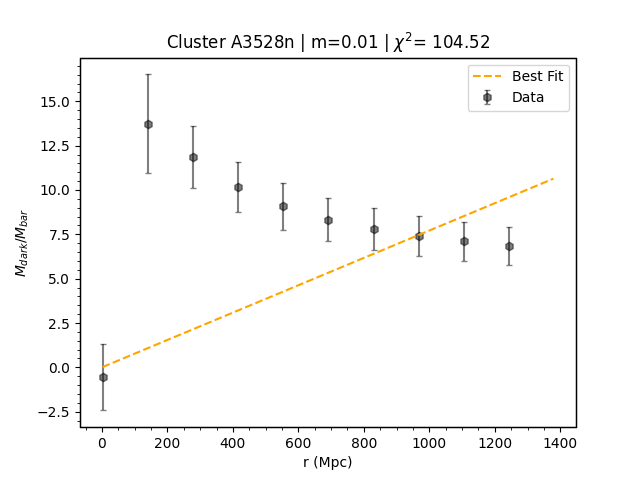 Cluster A3528n | m=0.01 | χ²= 104.52
Best Fit
Data
15.0
12.5
10.0
7.5
5.0
2.5
0.0
−2.5
M_dark/M_bar
0 200 400 600 800 1000 1200 1400
r (Mpc)